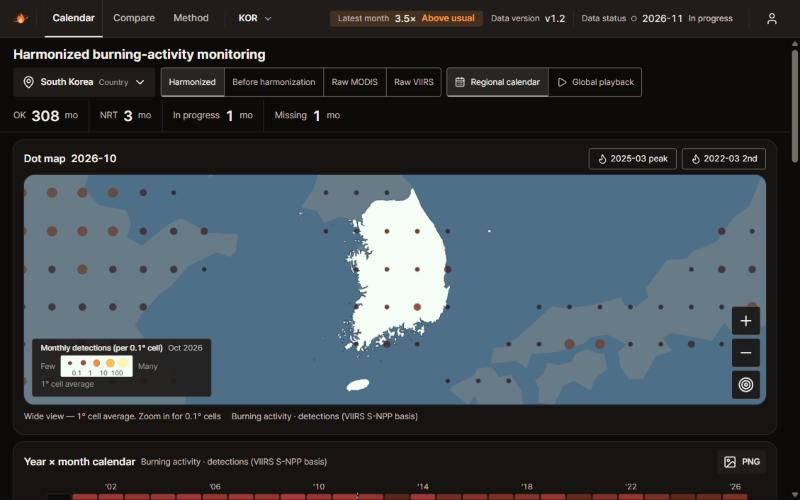 Calendar Compare Method KOR Latest month 3.5× Above usual Data version v1.2 Data status 2026-11 In progress
Harmonized burning-activity monitoring
South Korea Country Harmonized Before harmonization Raw MODIS Raw VIIRS Regional calendar Global playback
OK 308 mo NRT 3 mo In progress 1 mo Missing 1 mo
Dot map 2026-10 2025-03 peak 2022-03 2nd
Monthly detections (per 0.1° cell) Oct 2026
Few 0.1 1 10 100 Many
1° cell average
Wide view — 1° cell average. Zoom in for 0.1° cells Burning activity · detections (VIIRS S-NPP basis)
Year × month calendar Burning activity · detections (VIIRS S-NPP basis) PNG
'02 '06 '10 '14 '18 '22 '26